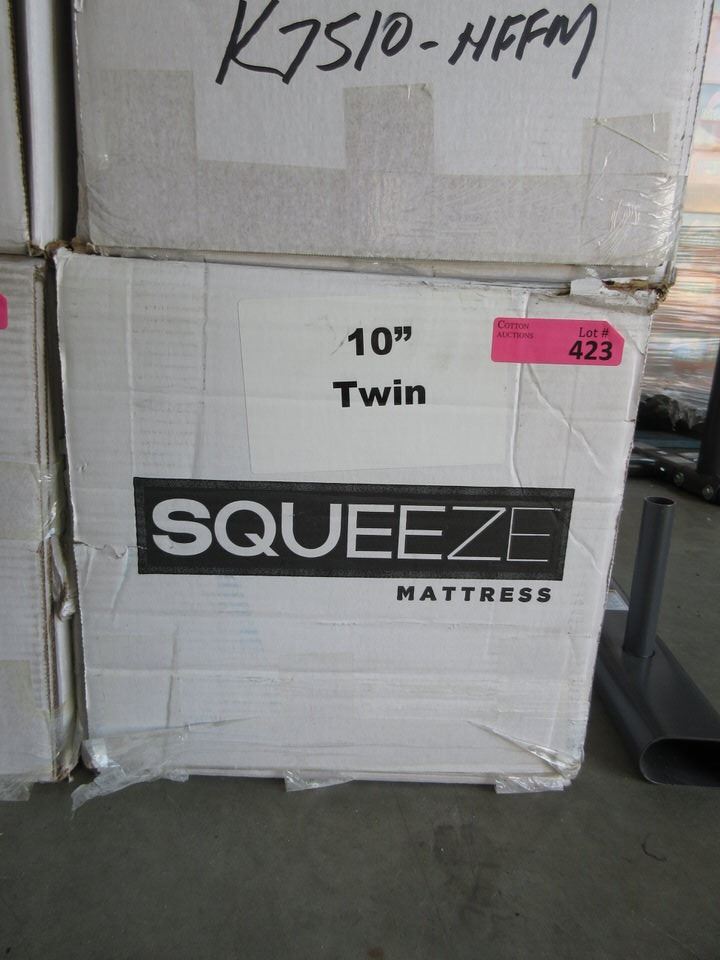 K7510-HFFM
10”
Twin
COTTON
AUCTIONS
Lot #
423
SQUEEZE
MATTRESS